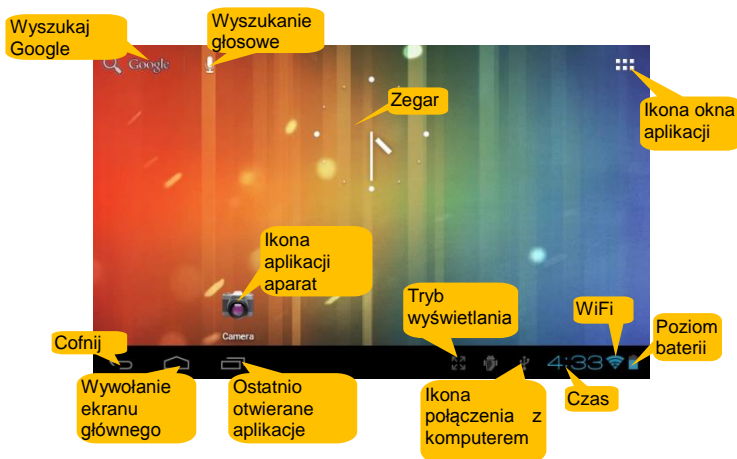 Wyszukaj
Google
Wyszukanie
głosowe
Google
Zegar
Ikona okna
aplikacji
Ikona
aplikacji
aparat
Camera
Tryb
wyświetlania
WiFi
Poziom
baterii
Cofnij
4:33
Wywołanie
ekranu
głównego
Ostatnio
otwierane
aplikacje
Ikona
połączenia z
komputerem
Czas